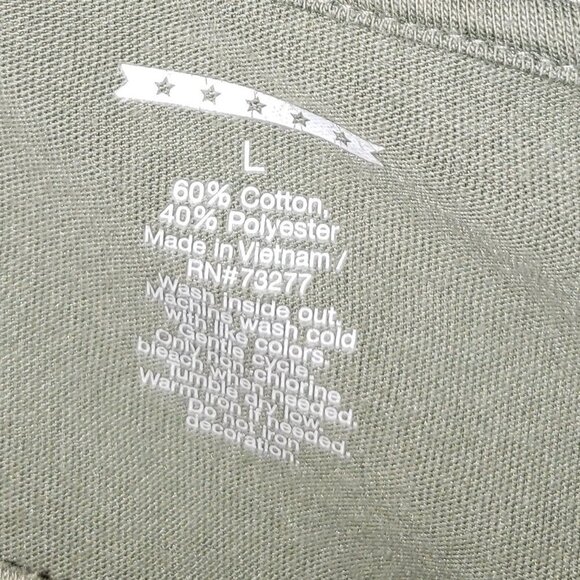 L
60% Cotton,
40% Polyester
Made in Vietnam /
RN#73277
Wash inside out.
Machine wash cold
with like colors.
Gentle cycle.
Only non-chlorine
bleach when needed.
Tumble dry low.
Warm iron if needed.
Do not iron
decoration.